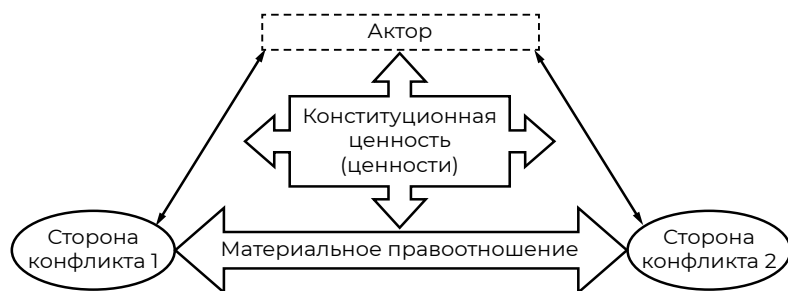 Актор
Конституционная
ценность
(ценности)
Сторона
конфликта 1
Материальное правоотношение
Сторона
конфликта 2